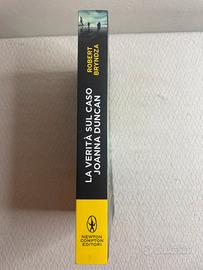 ROBERT
BRYNDZA
LA VERITÀ SUL CASO
JOANNA DUNCAN
NEWTON
COMPTON
EDITORI